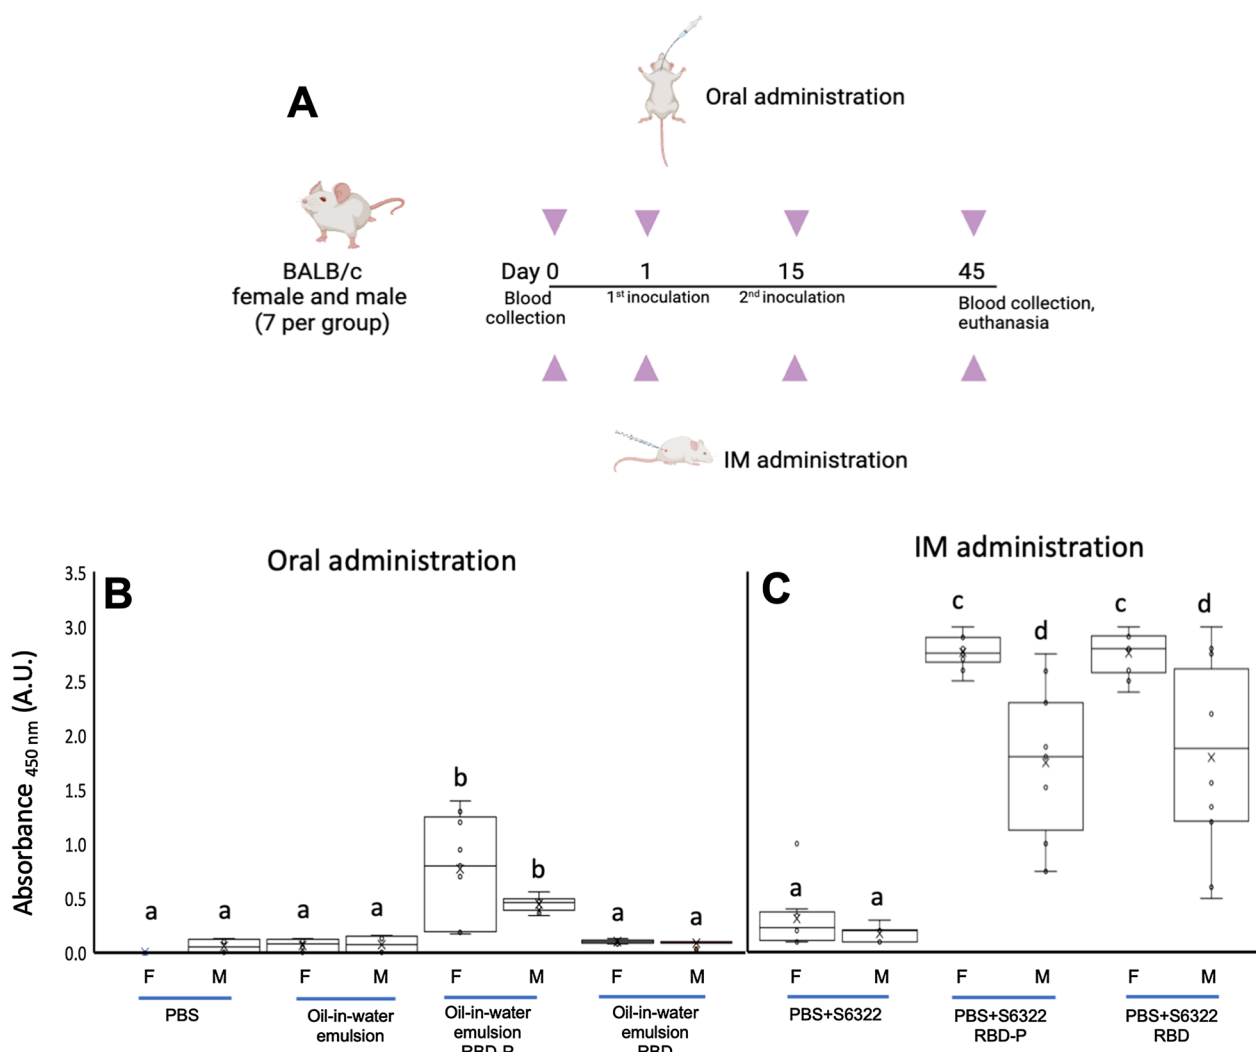 A
Oral administration
BALB/c
female and male
(7 per group)
Day 0 1 15 45
Blood
collection
1st inoculation
2nd inoculation
Blood collection,
euthanasia
IM administration
Oral administration
B
Absorbance 450 nm (A.U.)
3.5
3.0
2.5
2.0
1.5
1.0
0.5
0.0
a a a a b b a a
F M F M F M F M
PBS
Oil-in-water
emulsion
Oil-in-water
emulsion
RBD-P
Oil-in-water
emulsion
RBD
IM administration
C
a a c d c d
F M F M F M
PBS+S6322
PBS+S6322
RBD-P
PBS+S6322
RBD